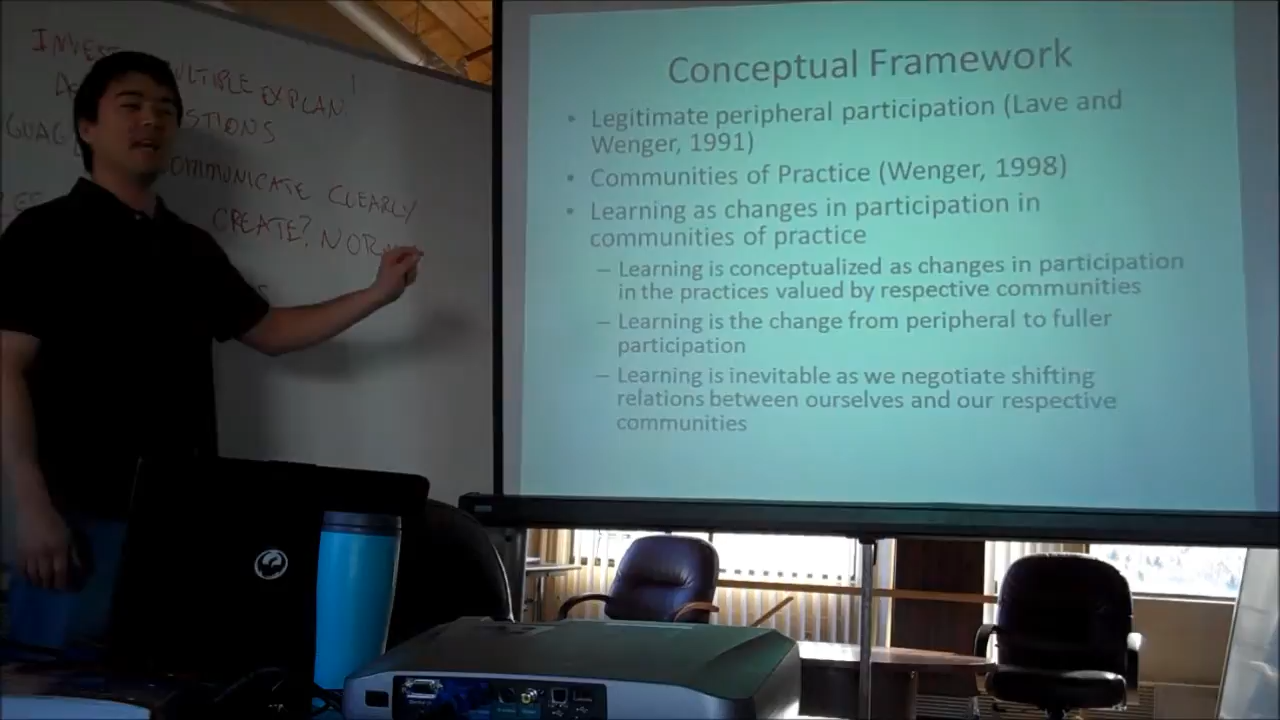 MULTIPLE EXPLAN
COMMUNICATE CLEARLY
CREATE? NOR
Conceptual Framework
• Legitimate peripheral participation (Lave and
Wenger, 1991)
• Communities of Practice (Wenger, 1998)
• Learning as changes in participation in
communities of practice
– Learning is conceptualized as changes in participation
in the practices valued by respective communities
– Learning is the change from peripheral to fuller
participation
– Learning is inevitable as we negotiate shifting
relations between ourselves and our respective
communities